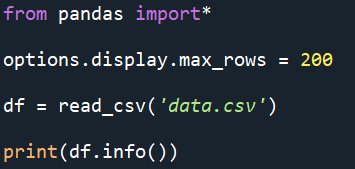 from pandas import*
options.display.max_rows = 200
df = read_csv('data.csv')
print(df.info())